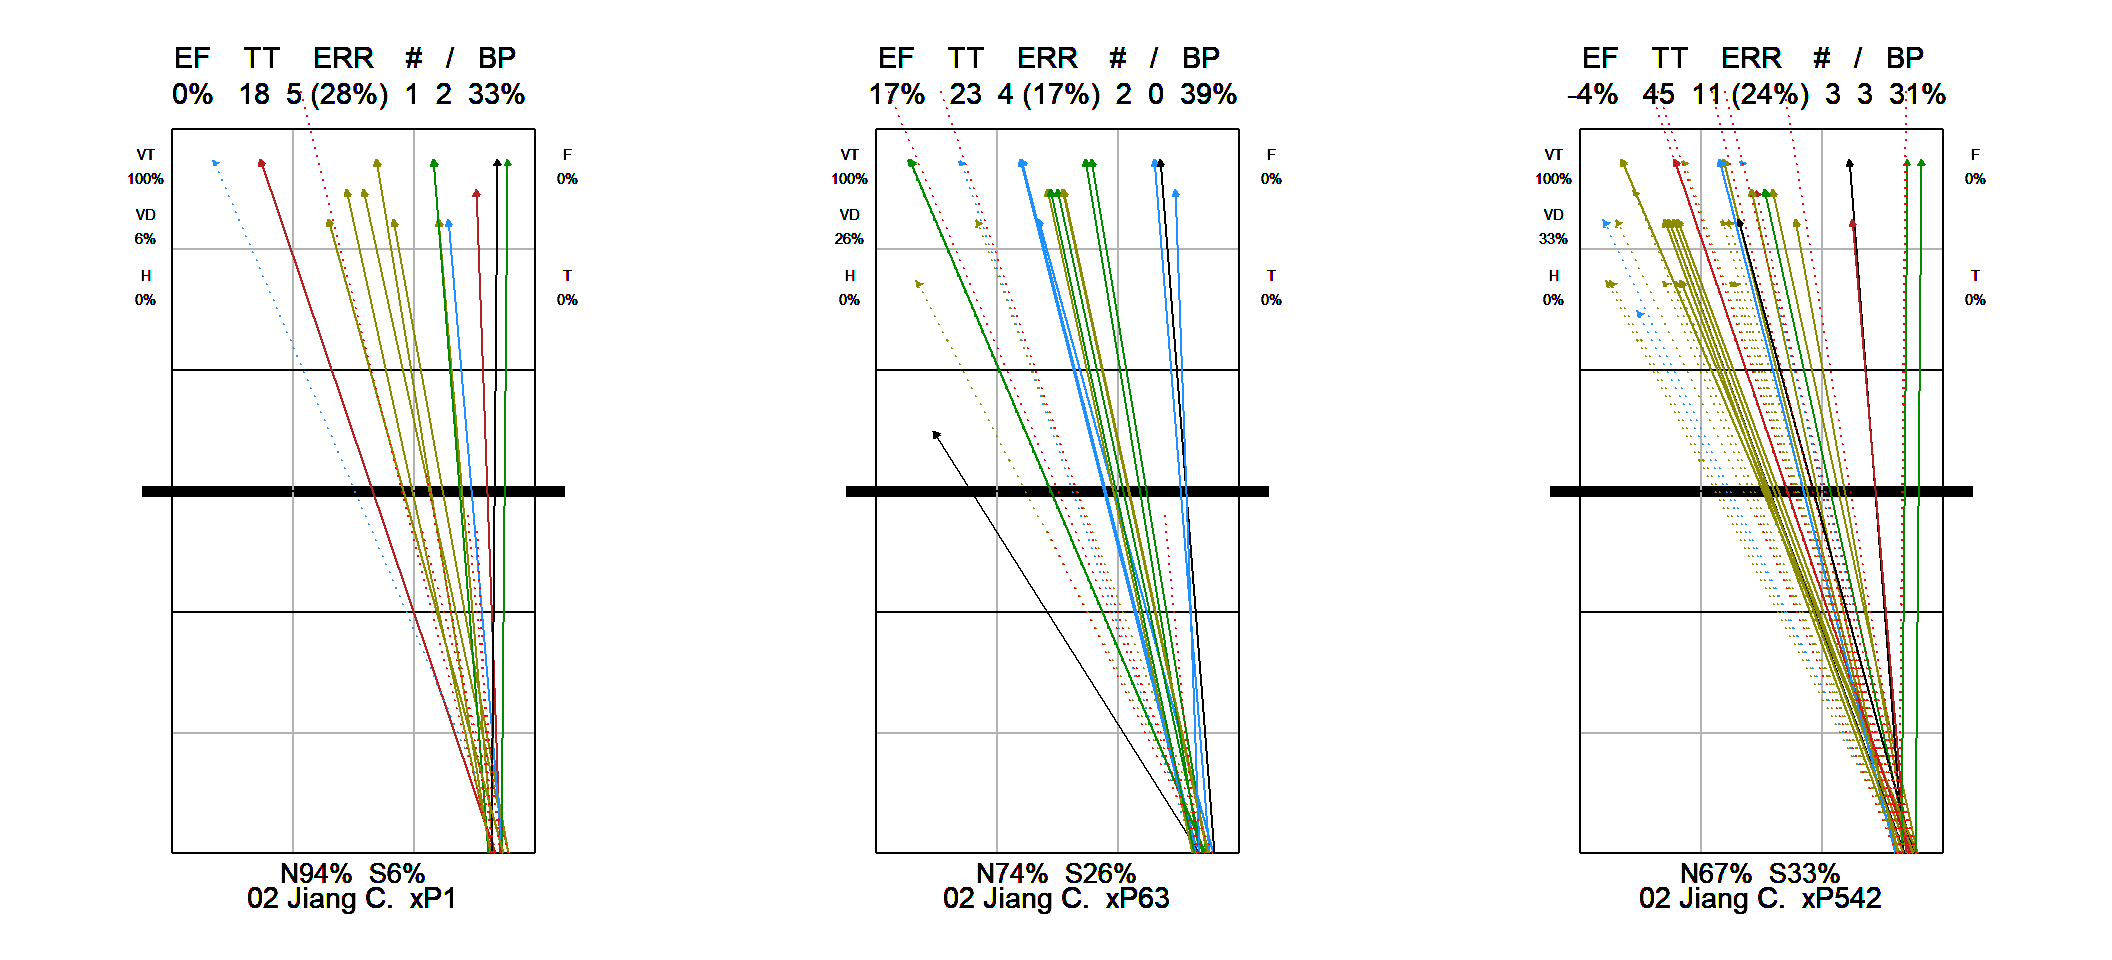 EF TT ERR # / BP
0% 18 5 (28%) 1 2 33%
VT
100%
VD
6%
H
0%
F
0%
T
0%
N94% S6%
02 Jiang C. xP1
EF TT ERR # / BP
17% 23 4 (17%) 2 0 39%
VT
100%
VD
26%
H
0%
F
0%
T
0%
N74% S26%
02 Jiang C. xP63
EF TT ERR # / BP
-4% 45 11 (24%) 3 3 31%
VT
100%
VD
33%
H
0%
F
0%
T
0%
N67% S33%
02 Jiang C. xP542